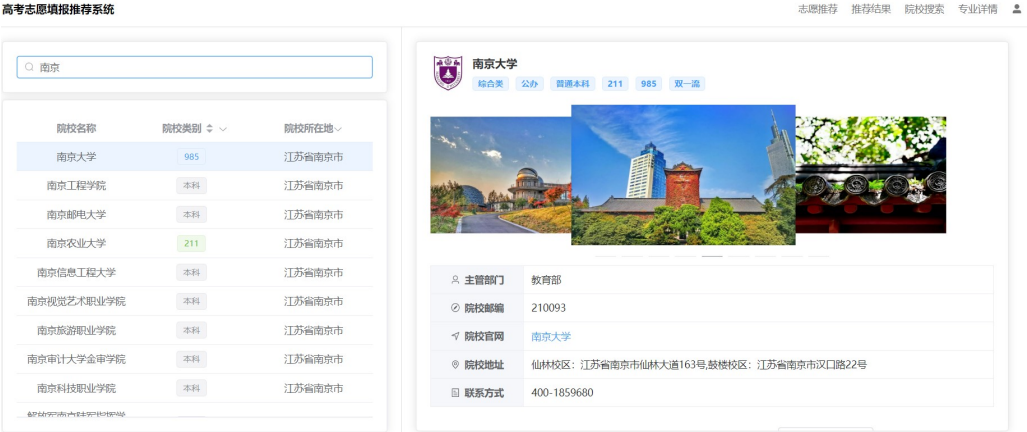 高考志愿填报推荐系统
志愿推荐 推荐结果 院校搜索 专业详情
南京
院校名称 院校类别 院校所在地
南京大学 985 江苏省南京市
南京工程学院 本科 江苏省南京市
南京邮电大学 本科 江苏省南京市
南京农业大学 211 江苏省南京市
南京信息工程大学 本科 江苏省南京市
南京视觉艺术职业学院 本科 江苏省南京市
南京旅游职业学院 本科 江苏省南京市
南京审计大学金审学院 本科 江苏省南京市
南京科技职业学院 本科 江苏省南京市
南京大学
综合类 公办 普通本科 211 985 双一流
主管部门 教育部
院校邮编 210093
院校官网 南京大学
院校地址 仙林校区：江苏省南京市仙林大道163号,鼓楼校区：江苏省南京市汉口路22号
联系方式 400-1859680